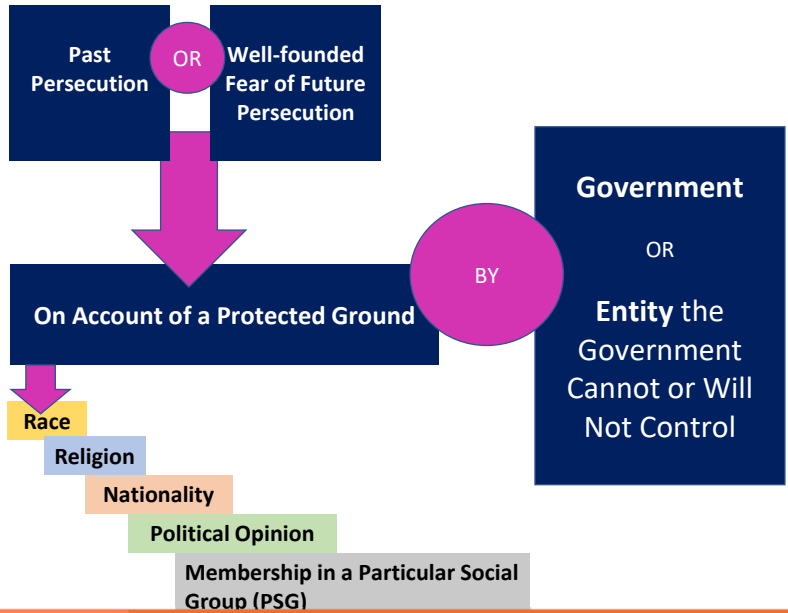 Past
Persecution
OR
Well-founded
Fear of Future
Persecution
On Account of a Protected Ground
BY
Government
OR
Entity the
Government
Cannot or Will
Not Control
Race
Religion
Nationality
Political Opinion
Membership in a Particular Social
Group (PSG)